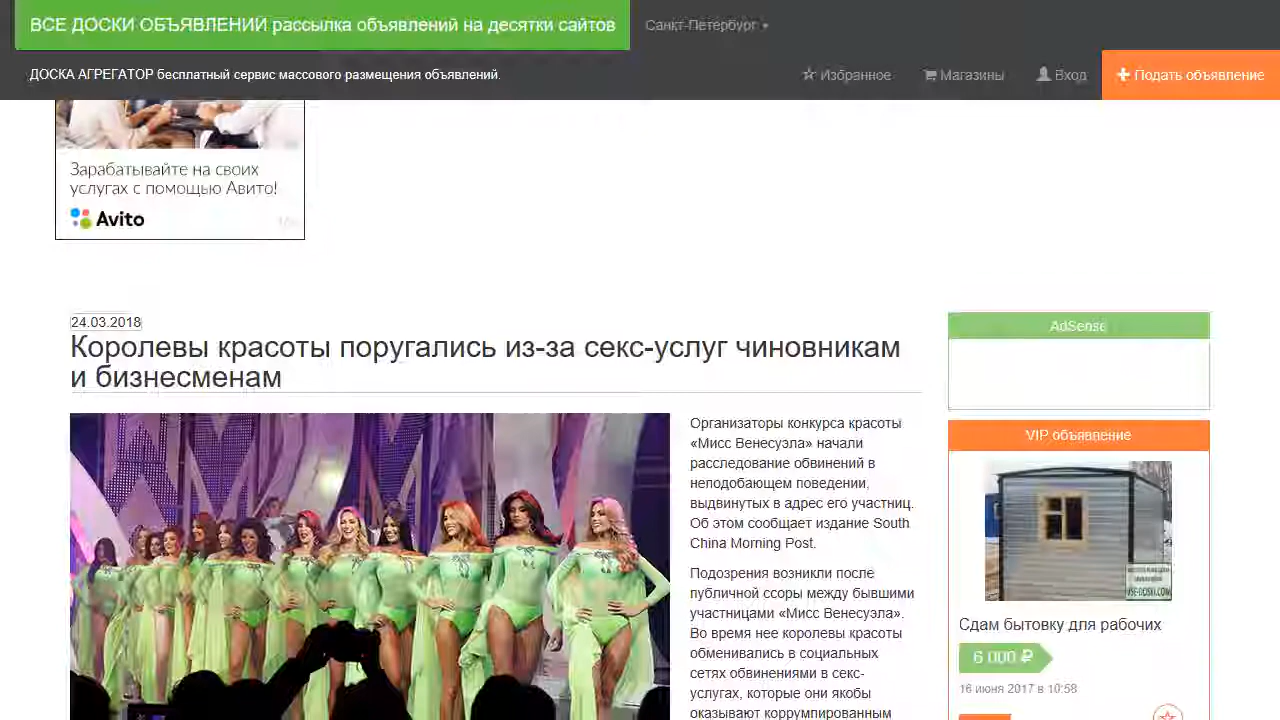 ВСЕ ДОСКИ ОБЪЯВЛЕНИИ рассылка объявлений на десятки сайтов
Санкт-Петербург
ДОСКА АГРЕГАТОР бесплатный сервис массового размещения объявлений.
Избранное
Магазины
Вход
Подать объявление
Зарабатывайте на своих
услугах с помощью Авито!
Avito
24.03.2018
Королевы красоты поругались из-за секс-услуг чиновникам
и бизнесменам
Организаторы конкурса красоты
«Мисс Венесуэла» начали
расследование обвинений в
неподобающем поведении,
выдвинутых в адрес его участниц.
Об этом сообщает издание South
China Morning Post.
Подозрения возникли после
публичной ссоры между бывшими
участницами «Мисс Венесуэла».
Во время нее королевы красоты
обменивались в социальных
сетях обвинениями в секс-
услугах, которые они якобы
оказывают коррумпированным
AdSense
VIP объявление
VSE-DOSKI.COM
Сдам бытовку для рабочих
6 000 ₽
16 июня 2017 в 10:58